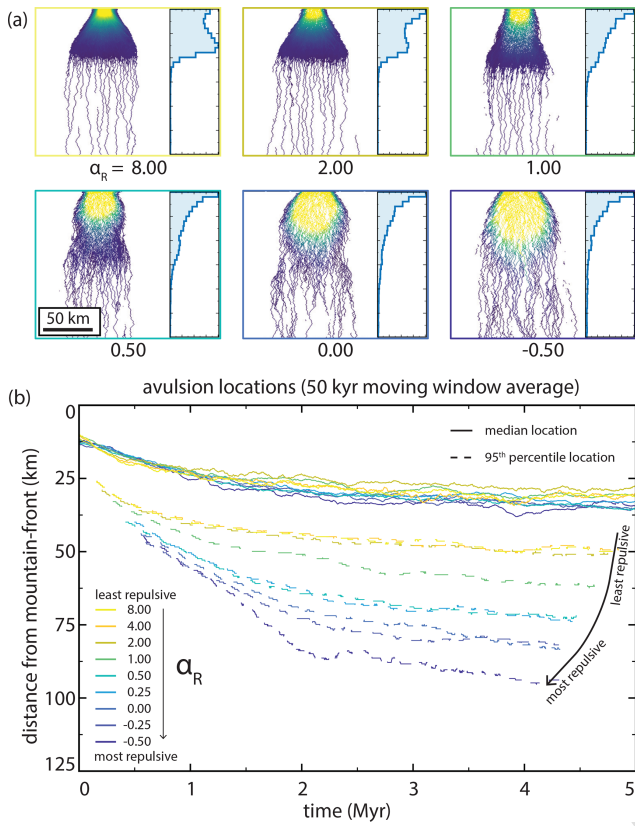 (a)
α_R = 8.00
2.00
1.00
50 km
0.50
0.00
-0.50
avulsion locations (50 kyr moving window average)
(b)
0
25
50
75
100
125
distance from mountain-front (km)
median location
95th percentile location
least repulsive
most repulsive
least repulsive
8.00
4.00
2.00
1.00
0.50
0.25
0.00
-0.25
-0.50
most repulsive
α_R
0 1 2 3 4 5
time (Myr)